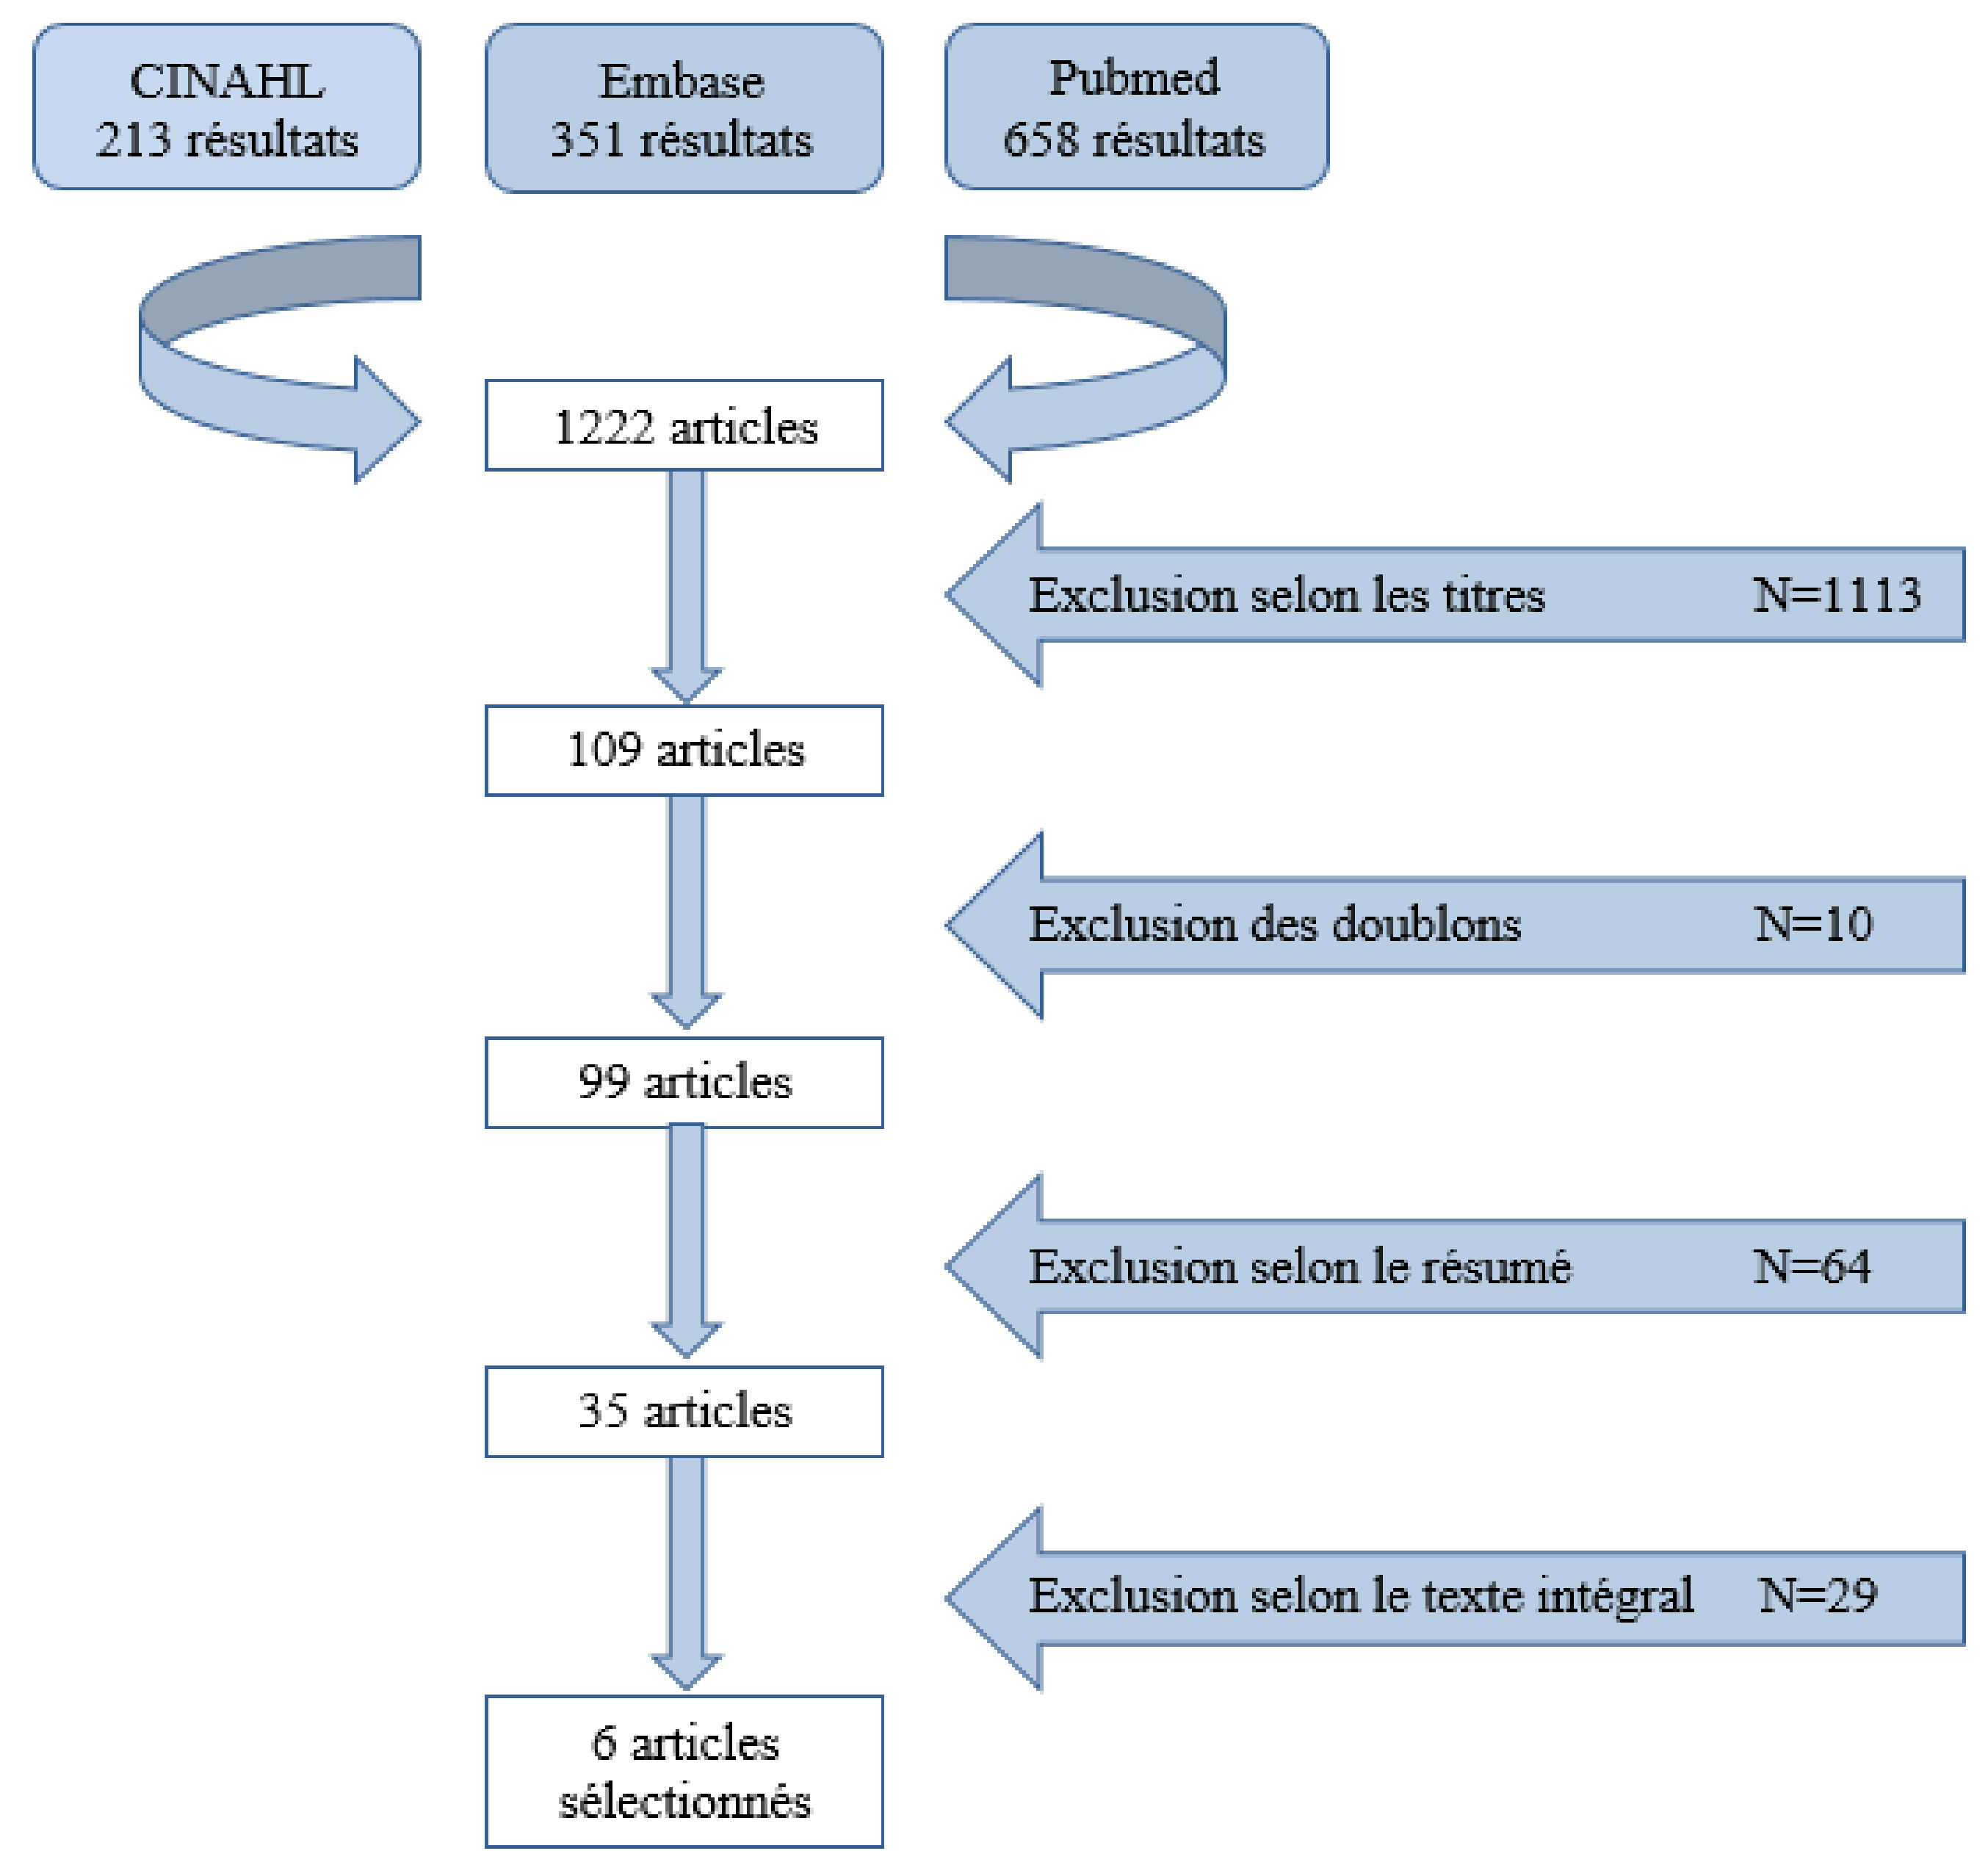 CINAHL
213 résultats
Embase
351 résultats
Pubmed
658 résultats
1222 articles
Exclusion selon les titres N=1113
109 articles
Exclusion des doublons N=10
99 articles
Exclusion selon le résumé N=64
35 articles
Exclusion selon le texte intégral N=29
6 articles
sélectionnés